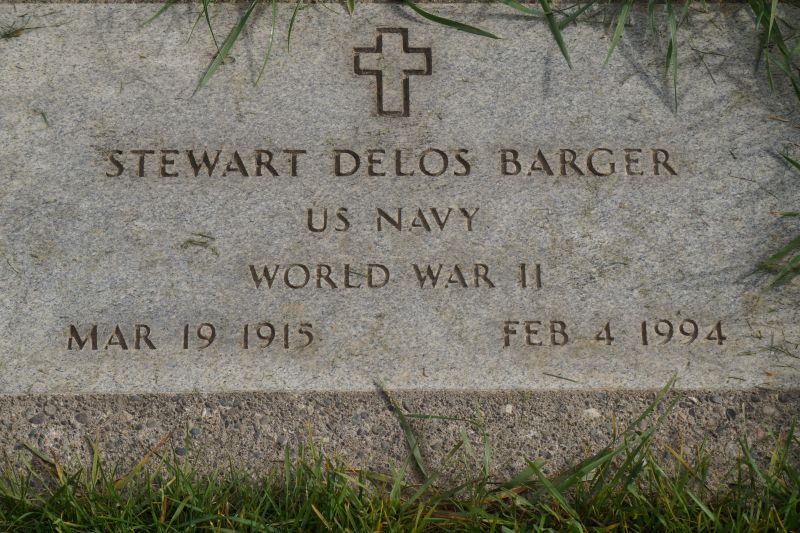 STEWART DELOS BARGER
US NAVY
WORLD WAR II
MAR 19 1915 FEB 4 1994